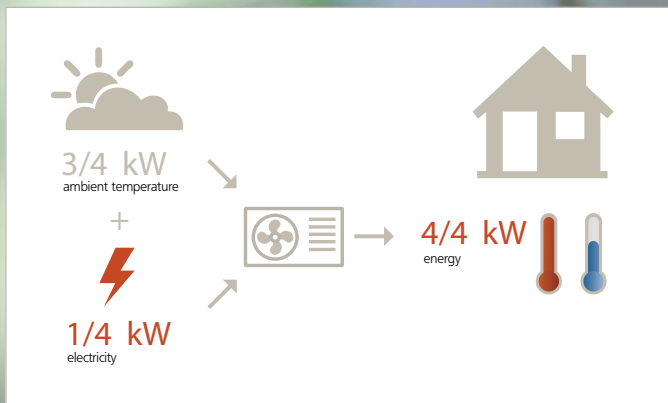 3/4 kW
ambient temperature
+
1/4 kW
electricity
4/4 kW
energy